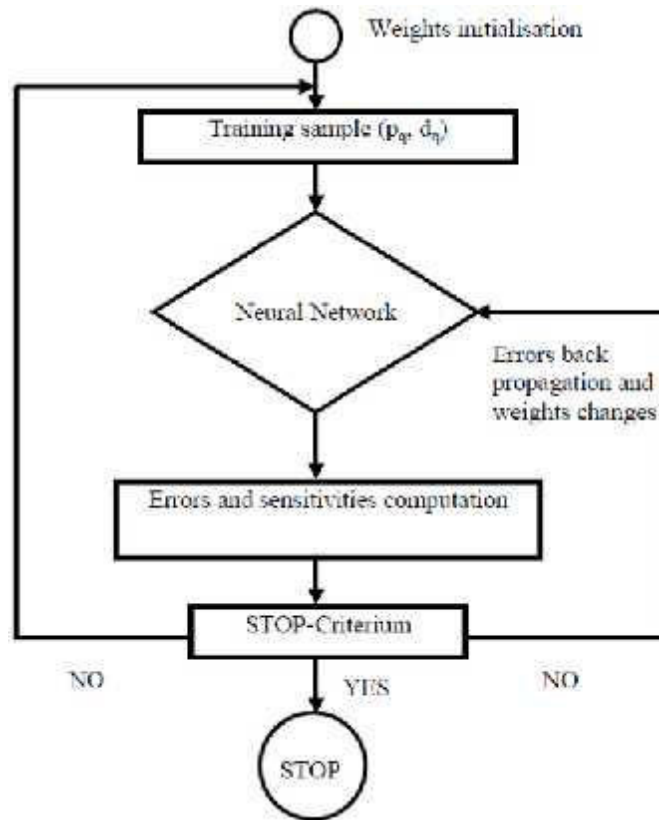 Weights initialisation
Training sample (pq, dq)
Neural Network
Errors back
propagation and
weights changes
Errors and sensitivities computation
STOP-Criterium
NO
YES
NO
STOP